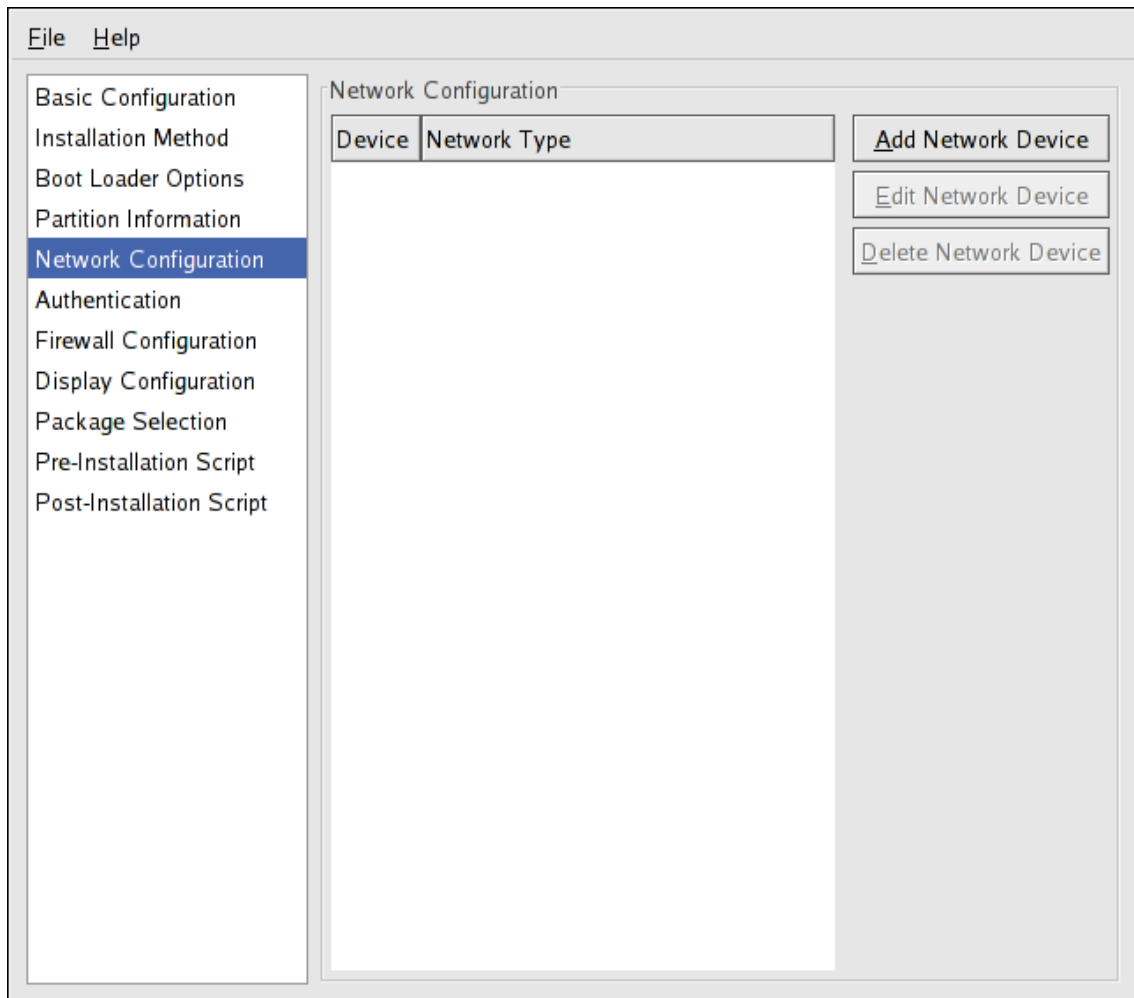 File Help
Basic Configuration
Installation Method
Boot Loader Options
Partition Information
Network Configuration
Authentication
Firewall Configuration
Display Configuration
Package Selection
Pre-Installation Script
Post-Installation Script
Network Configuration
Device Network Type
Add Network Device
Edit Network Device
Delete Network Device